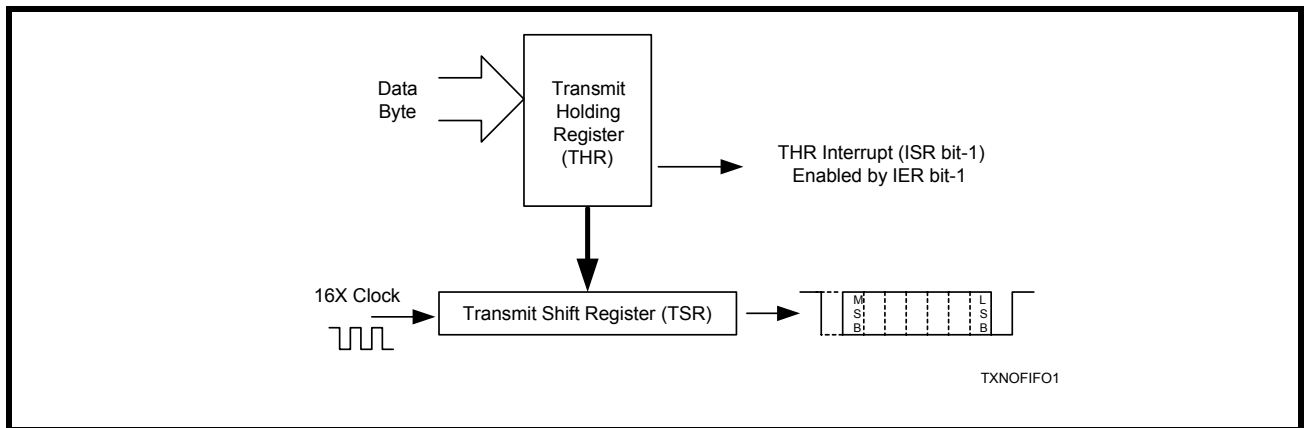 Data
Byte
Transmit
Holding
Register
(THR)
THR Interrupt (ISR bit-1)
Enabled by IER bit-1
16X Clock
Transmit Shift Register (TSR)
M
S
B
L
S
B
TXNOFIFO1